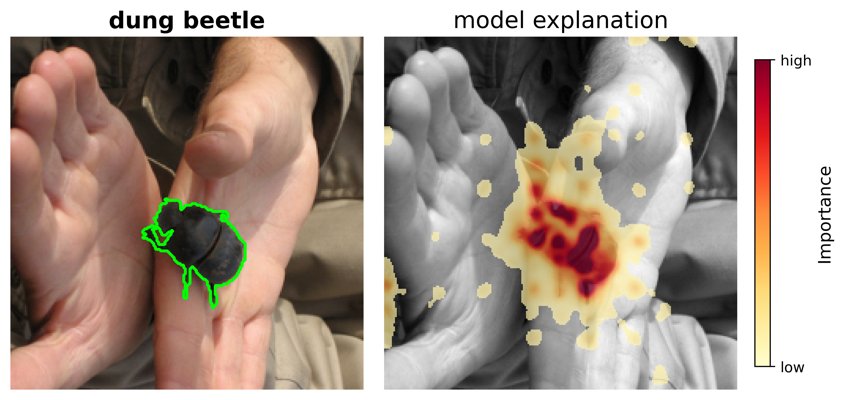 dung beetle
model explanation
high
Importance
low